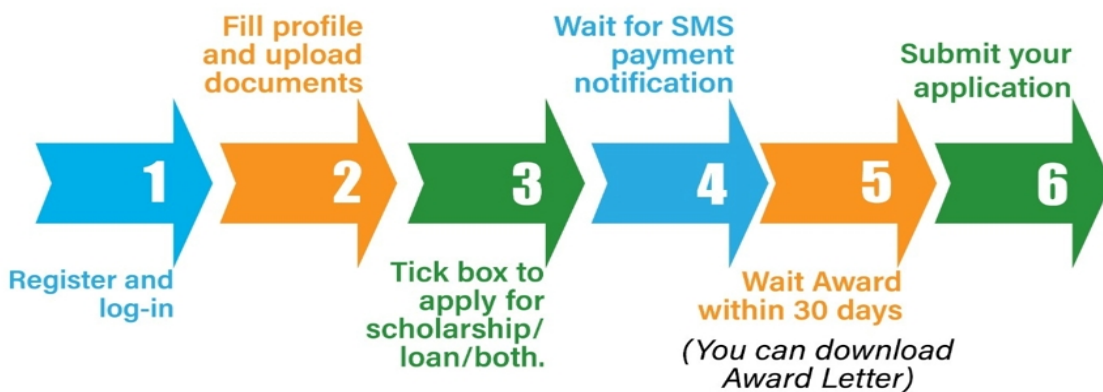 1
Register and
log-in
Fill profile
and upload
documents
2
3
Tick box to
apply for
scholarship/
loan/both.
Wait for SMS
payment
notification
4
5
Wait Award
within 30 days
(You can download
Award Letter)
Submit your
application
6